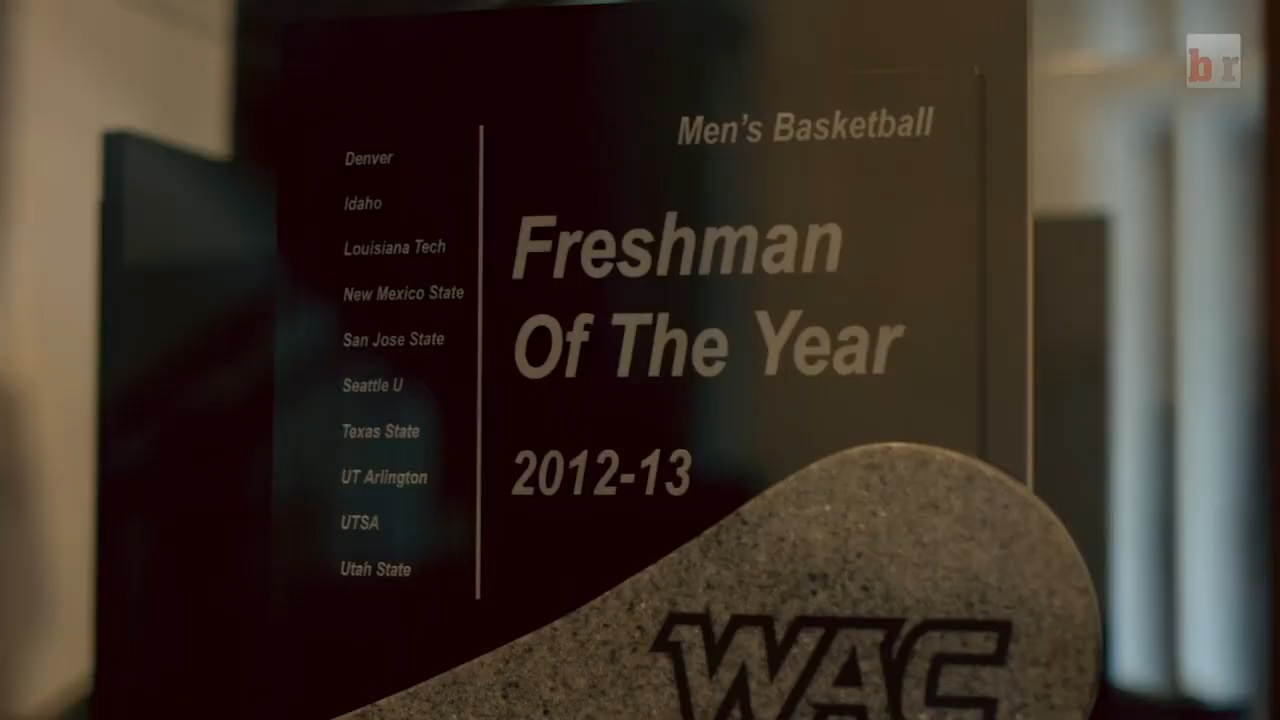 br
Men's Basketball
Denver
Idaho
Louisiana Tech
New Mexico State
San Jose State
Seattle U
Texas State
UT Arlington
UTSA
Utah State
Freshman
Of The Year
2012-13
WAC